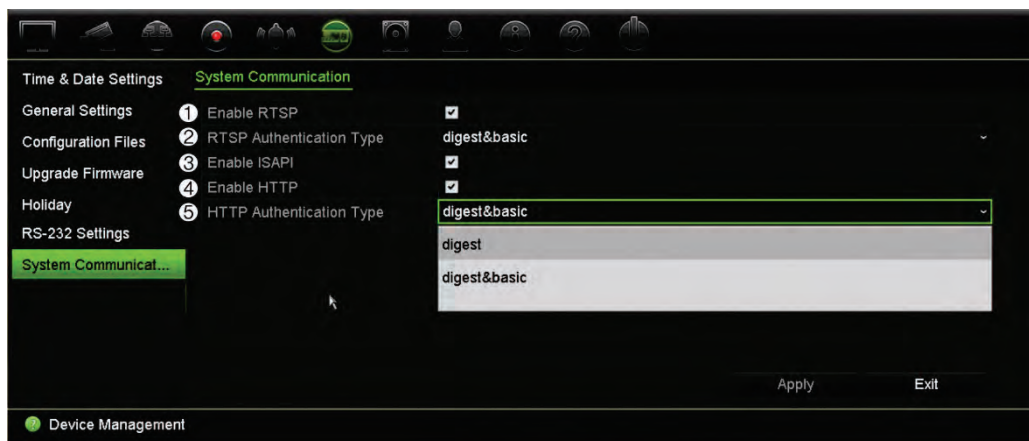 Time & Date Settings
System Communication
General Settings
① Enable RTSP
Configuration Files
② RTSP Authentication Type digest&basic
③ Enable ISAPI
Upgrade Firmware
④ Enable HTTP
Holiday
⑤ HTTP Authentication Type digest&basic
RS-232 Settings
digest
System Communicat...
digest&basic
Apply Exit
Device Management